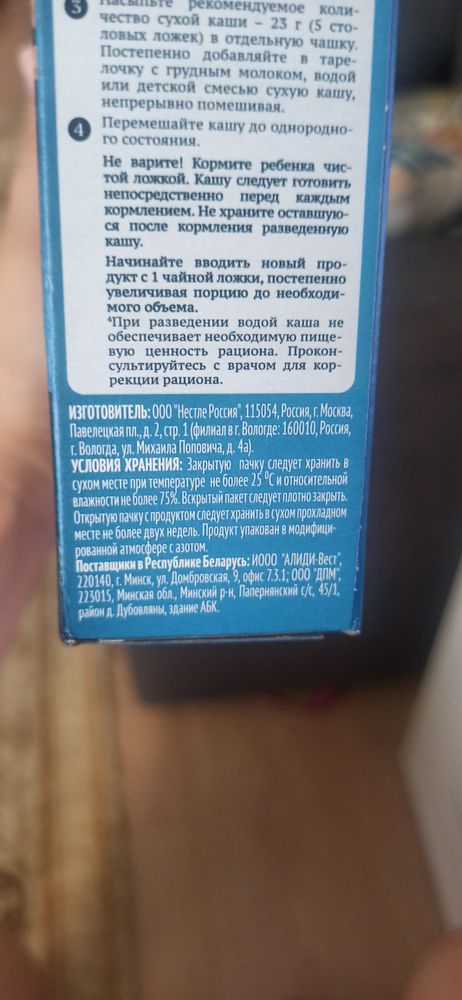 3 Насыпьте рекомендуемое коли-
чество сухой каши – 23 г (5 сто-
ловых ложек) в отдельную чашку.
Постепенно добавляйте в таре-
лочку с грудным молоком, водой
или детской смесью сухую кашу,
непрерывно помешивая.
4 Перемешайте кашу до однородно-
го состояния.
Не варите! Кормите ребенка чис-
той ложкой. Кашу следует готовить
непосредственно перед каждым
кормлением. Не храните оставшую-
ся после кормления разведенную
кашу.
Начинайте вводить новый про-
дукт с 1 чайной ложки, постепенно
увеличивая порцию до необходи-
мого объема.
⁴При разведении водой каша не
обеспечивает необходимую пище-
вую ценность рациона. Прокон-
сультируйтесь с врачом для кор-
рекции рациона.
ИЗГОТОВИТЕЛЬ: ООО "Нестле Россия", 115054, Россия, г. Москва,
Павелецкая пл., д. 2, стр. 1 (филиал в г. Вологде: 160010, Россия,
г. Вологда, ул. Михаила Поповича, д. 4а).
УСЛОВИЯ ХРАНЕНИЯ: Закрытую пачку следует хранить в
сухом месте при температуре не более 25 °С и относительной
влажности не более 75%. Вскрытый пакет следует плотно закрыть.
Открытую пачку с продуктом следует хранить в сухом прохладном
месте не более двух недель. Продукт упакован в модифици-
рованной атмосфере с азотом.
Поставщики в Республике Беларусь: ИООО "АЛИДИ-Вест",
220140, г. Минск, ул. Домбровская, 9, офис 7.3.1; ООО "ДПМ",
223015, Минская обл., Минский р-н, Папернянский с/с, 45/1,
район д. Дубовляны, здание АБК.